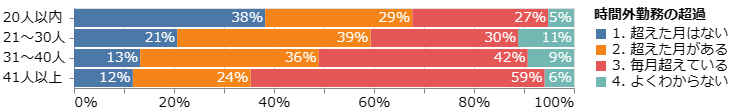 20人以内 38% 29% 27% 5%
21～30人 21% 39% 30% 11%
31～40人 13% 36% 42% 9%
41人以上 12% 24% 59% 6%
0% 20% 40% 60% 80% 100%
時間外勤務の超過
1. 超えた月はない
2. 超えた月がある
3. 毎月超えている
4. よくわからない